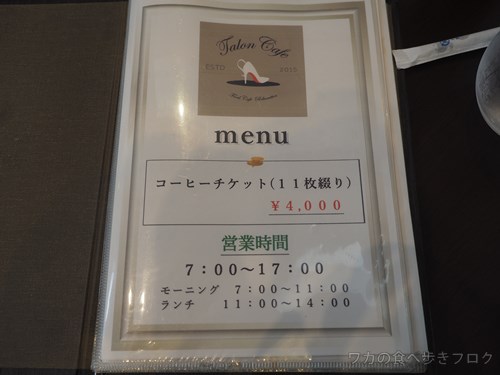 Talon Cafe
ESTD 2015
menu
コーヒーチケット(11枚綴り)
¥4,000
営業時間
7:00～17:00
モーニング 7:00～11:00
ランチ 11:00～14:00
ワカの食べ歩きブログ